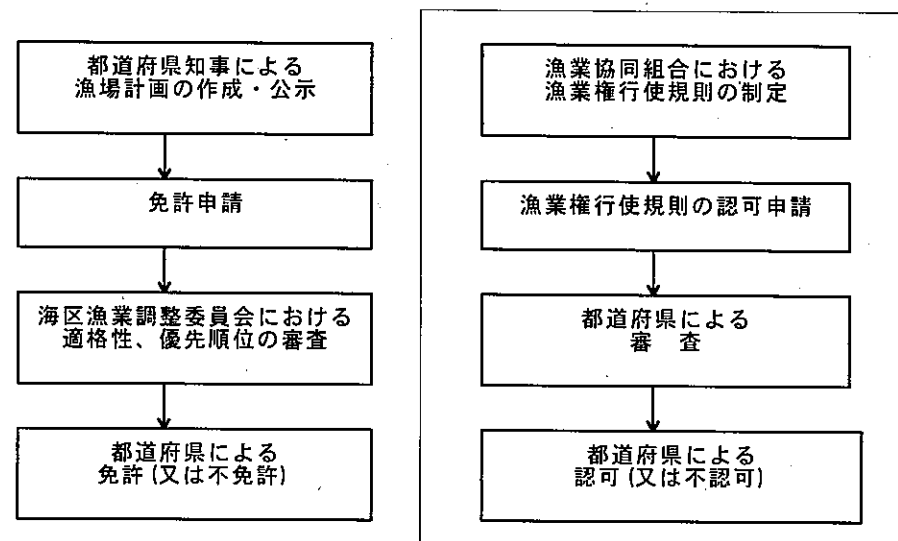 都道府県知事による
漁場計画の作成・公示
免許申請
海区漁業調整委員会における
適格性、優先順位の審査
都道府県による
免許(又は不免許)
漁業協同組合における
漁業権行使規則の制定
漁業権行使規則の認可申請
都道府県による
審　査
都道府県による
認可(又は不認可)